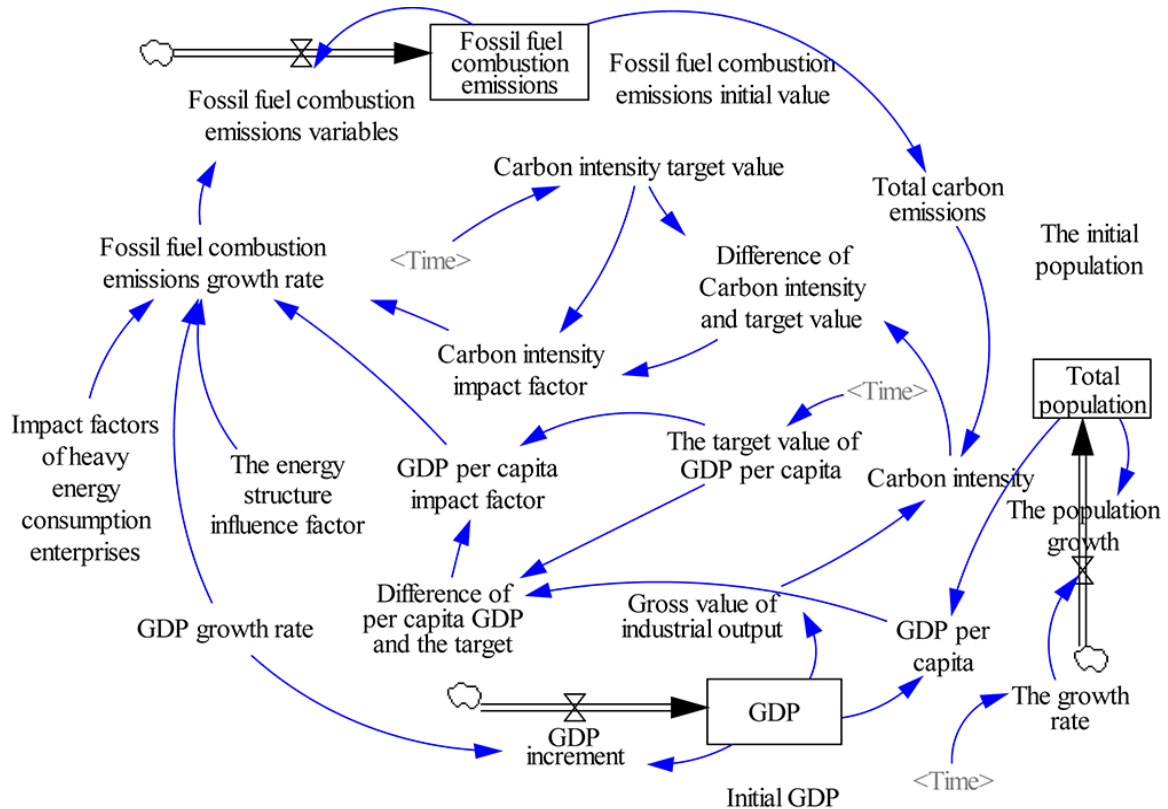 Fossil fuel
combustion
emissions
Fossil fuel combustion
emissions initial value
Fossil fuel combustion
emissions variables
Carbon intensity target value
Total carbon
emissions
Fossil fuel combustion
emissions growth rate
<Time>
Difference of
Carbon intensity
and target value
The initial
population
Carbon intensity
impact factor
Total
population
<Time>
Impact factors
of heavy
energy
consumption
enterprises
The energy
structure
influence factor
GDP per capita
impact factor
The target value of
GDP per capita
Carbon intensity
The population
growth
GDP growth rate
Difference of
per capita GDP
and the target
Gross value of
industrial output
GDP per
capita
The growth
rate
GDP
GDP
increment
<Time>
Initial GDP